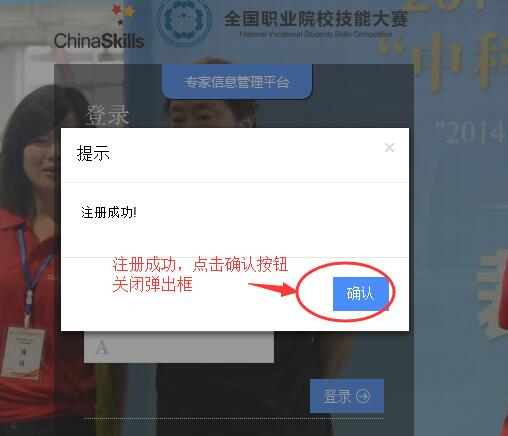 ChinaSkills
全国职业院校技能大赛
National Vocational Students Skills Competition
专家信息管理平台
"中科
"2014
登录
提示
×
注册成功!
注册成功，点击确认按钮
关闭弹出框
确认
A
登录